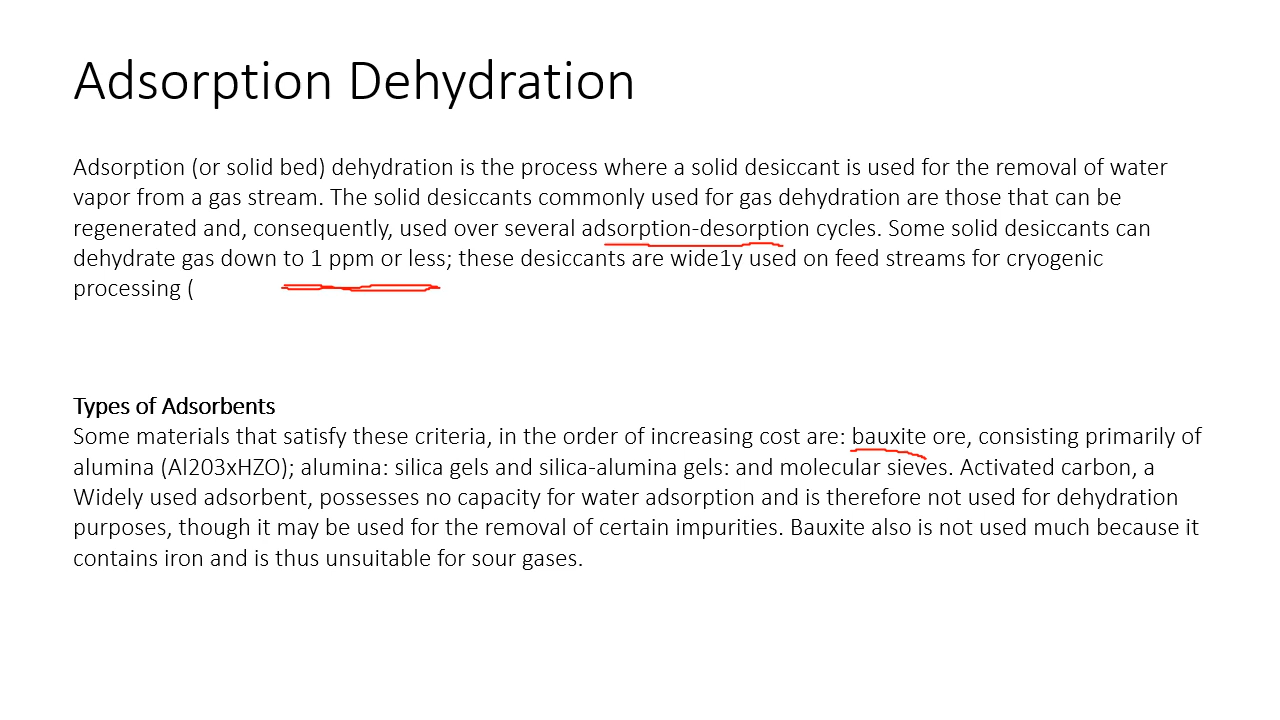 Adsorption Dehydration
Adsorption (or solid bed) dehydration is the process where a solid desiccant is used for the removal of water
vapor from a gas stream. The solid desiccants commonly used for gas dehydration are those that can be
regenerated and, consequently, used over several adsorption-desorption cycles. Some solid desiccants can
dehydrate gas down to 1 ppm or less; these desiccants are wide1y used on feed streams for cryogenic
processing (
Types of Adsorbents
Some materials that satisfy these criteria, in the order of increasing cost are: bauxite ore, consisting primarily of
alumina (Al203xHZO); alumina: silica gels and silica-alumina gels: and molecular sieves. Activated carbon, a
Widely used adsorbent, possesses no capacity for water adsorption and is therefore not used for dehydration
purposes, though it may be used for the removal of certain impurities. Bauxite also is not used much because it
contains iron and is thus unsuitable for sour gases.